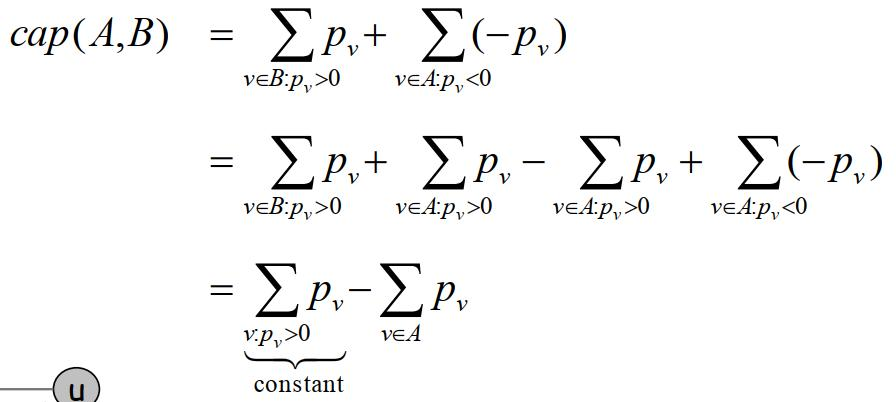 cap(A,B) = ∑_{v∈B:p_v>0} p_v + ∑_{v∈A:p_v<0} (−p_v)
= ∑_{v∈B:p_v>0} p_v + ∑_{v∈A:p_v>0} p_v − ∑_{v∈A:p_v>0} p_v + ∑_{v∈A:p_v<0} (−p_v)
= ∑_{v:p_v>0} p_v − ∑_{v∈A} p_v
constant
u